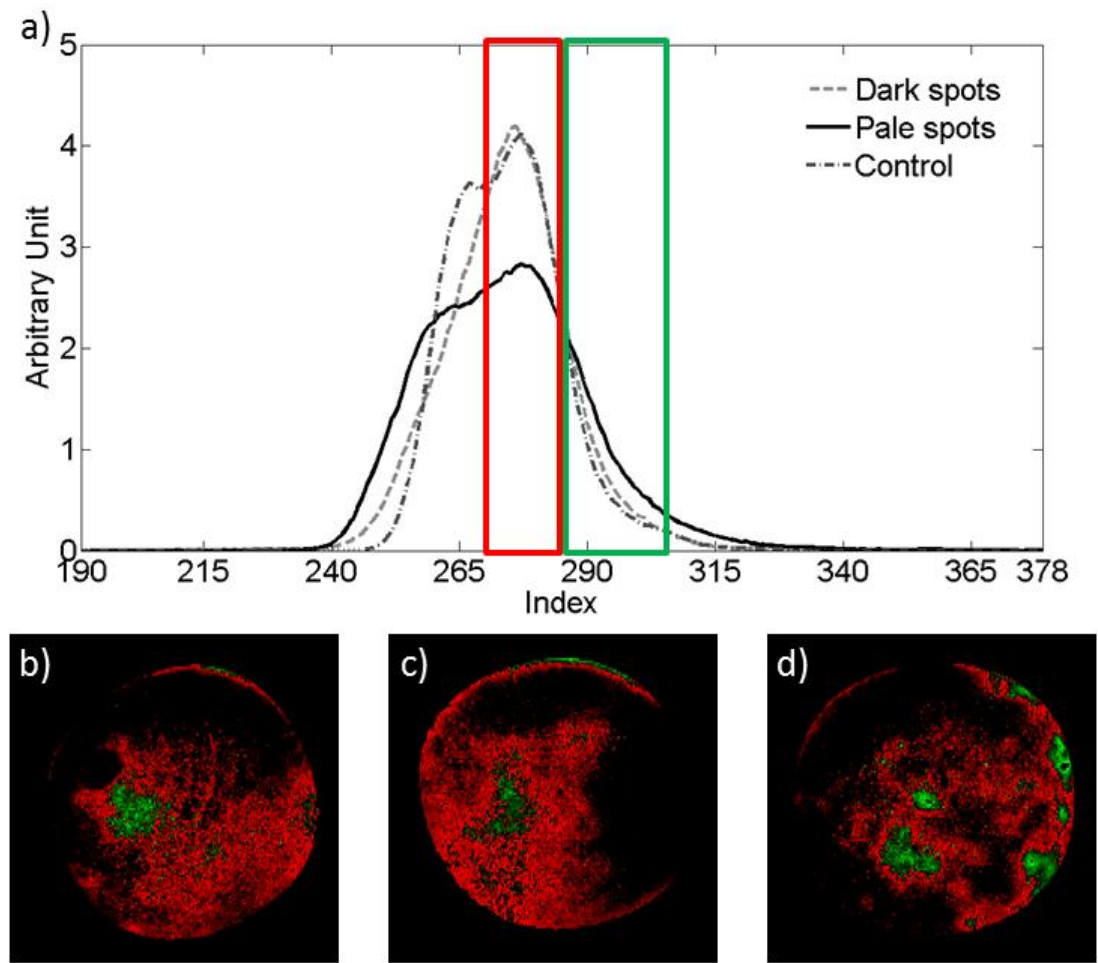 a)
5
4
3
2
1
0
Arbitrary Unit
Dark spots
Pale spots
Control
190 215 240 265 290 315 340 365 378
Index
b) c) d)